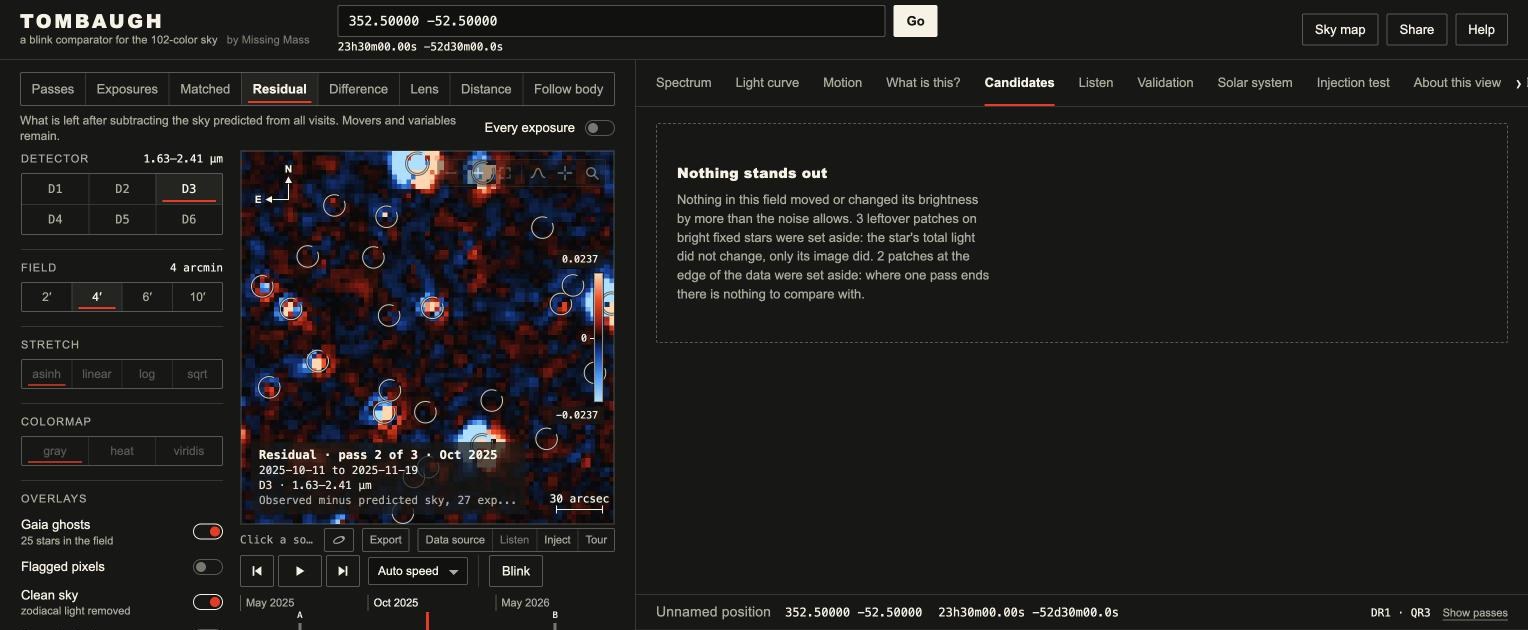 TOMBAUGH
a blink comparator for the 102-color sky by Missing Mass
352.50000 -52.50000
Go
23h30m00.00s -52d30m00.0s
Sky map
Share
Help
Passes
Exposures
Matched
Residual
Difference
Lens
Distance
Follow body
What is left after subtracting the sky predicted from all visits. Movers and variables
remain.
Every exposure
DETECTOR 1.63–2.41 µm
D1 D2 D3
D4 D5 D6
FIELD 4 arcmin
2′ 4′ 6′ 10′
STRETCH
asinh linear log sqrt
COLORMAP
gray heat viridis
OVERLAYS
Gaia ghosts
25 stars in the field
Flagged pixels
Clean sky
zodiacal light removed
N
E
0.0237
0
-0.0237
Residual · pass 2 of 3 · Oct 2025
2025-10-11 to 2025-11-19
D3 · 1.63–2.41 µm
Observed minus predicted sky, 27 exp...
30 arcsec
Click a so…
Export
Data source
Listen
Inject
Tour
Auto speed
Blink
May 2025
Oct 2025
May 2026
A
B
Spectrum
Light curve
Motion
What is this?
Candidates
Listen
Validation
Solar system
Injection test
About this view
Nothing stands out
Nothing in this field moved or changed its brightness
by more than the noise allows. 3 leftover patches on
bright fixed stars were set aside: the star's total light
did not change, only its image did. 2 patches at the
edge of the data were set aside: where one pass ends
there is nothing to compare with.
Unnamed position 352.50000 -52.50000 23h30m00.00s -52d30m00.0s
DR1 · QR3 Show passes